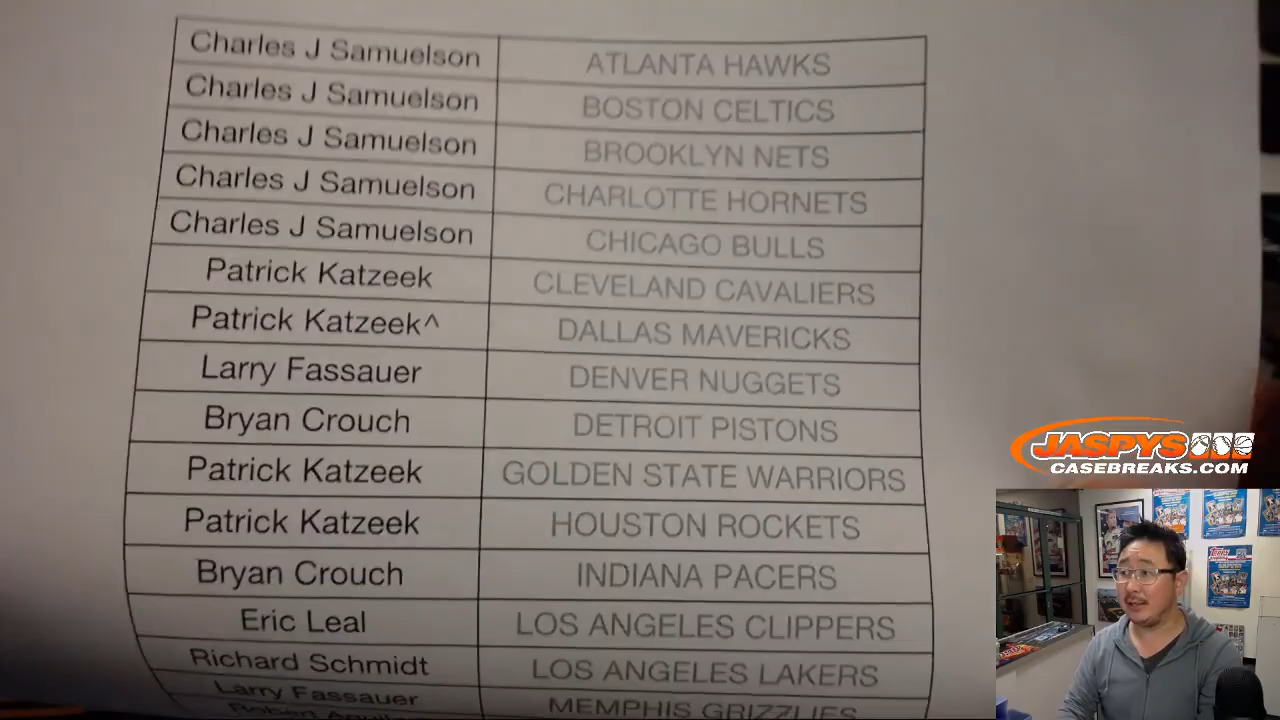 Charles J Samuelson ATLANTA HAWKS
Charles J Samuelson BOSTON CELTICS
Charles J Samuelson BROOKLYN NETS
Charles J Samuelson CHARLOTTE HORNETS
Charles J Samuelson CHICAGO BULLS
Patrick Katzeek CLEVELAND CAVALIERS
Patrick Katzeek^ DALLAS MAVERICKS
Larry Fassauer DENVER NUGGETS
Bryan Crouch DETROIT PISTONS
Patrick Katzeek GOLDEN STATE WARRIORS
Patrick Katzeek HOUSTON ROCKETS
Bryan Crouch INDIANA PACERS
Eric Leal LOS ANGELES CLIPPERS
Richard Schmidt LOS ANGELES LAKERS
Larry Fassauer MEMPHIS GRIZZLIES
Robert
JASPYS
CASEBREAKS.COM
Topps